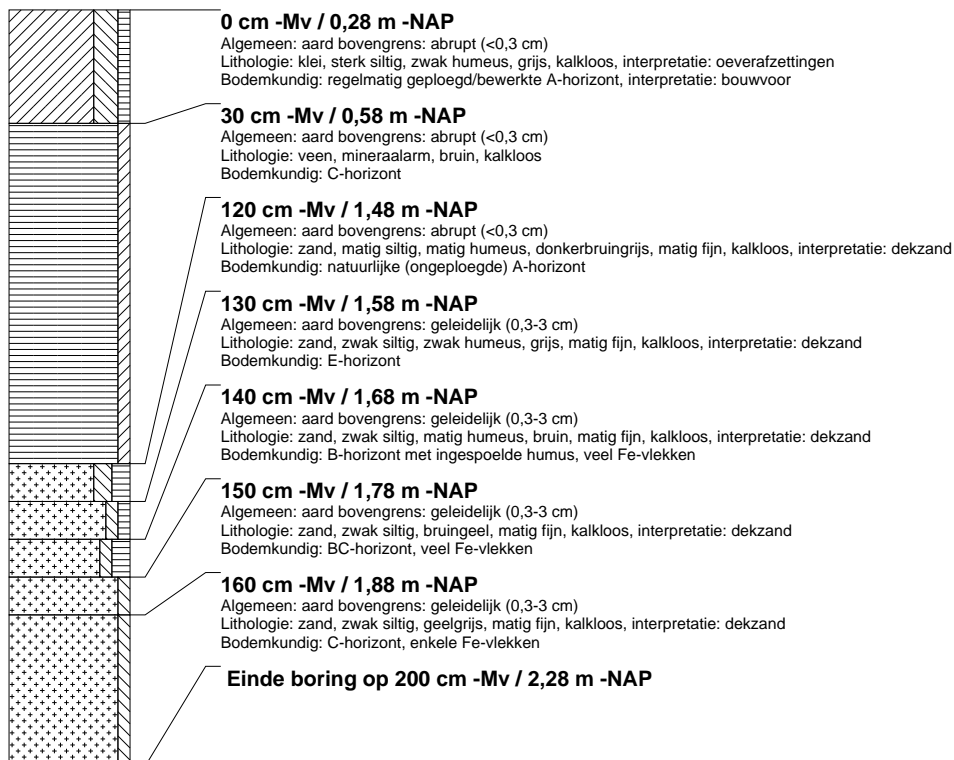 0 cm -Mv / 0,28 m -NAP
Algemeen: aard bovengrens: abrupt (<0,3 cm)
Lithologie: klei, sterk siltig, zwak humeus, grijs, kalkloos, interpretatie: oeverafzettingen
Bodemkundig: regelmatig geploegd/bewerkte A-horizont, interpretatie: bouwvoor
30 cm -Mv / 0,58 m -NAP
Algemeen: aard bovengrens: abrupt (<0,3 cm)
Lithologie: veen, mineraalarm, bruin, kalkloos
Bodemkundig: C-horizont
120 cm -Mv / 1,48 m -NAP
Algemeen: aard bovengrens: abrupt (<0,3 cm)
Lithologie: zand, matig siltig, matig humeus, donkerbruingrijs, matig fijn, kalkloos, interpretatie: dekzand
Bodemkundig: natuurlijke (ongeploegde) A-horizont
130 cm -Mv / 1,58 m -NAP
Algemeen: aard bovengrens: geleidelijk (0,3-3 cm)
Lithologie: zand, zwak siltig, zwak humeus, grijs, matig fijn, kalkloos, interpretatie: dekzand
Bodemkundig: E-horizont
140 cm -Mv / 1,68 m -NAP
Algemeen: aard bovengrens: geleidelijk (0,3-3 cm)
Lithologie: zand, zwak siltig, matig humeus, bruin, matig fijn, kalkloos, interpretatie: dekzand
Bodemkundig: B-horizont met ingespoelde humus, veel Fe-vlekken
150 cm -Mv / 1,78 m -NAP
Algemeen: aard bovengrens: geleidelijk (0,3-3 cm)
Lithologie: zand, zwak siltig, bruingeel, matig fijn, kalkloos, interpretatie: dekzand
Bodemkundig: BC-horizont, veel Fe-vlekken
160 cm -Mv / 1,88 m -NAP
Algemeen: aard bovengrens: geleidelijk (0,3-3 cm)
Lithologie: zand, zwak siltig, geelgrijs, matig fijn, kalkloos, interpretatie: dekzand
Bodemkundig: C-horizont, enkele Fe-vlekken
Einde boring op 200 cm -Mv / 2,28 m -NAP